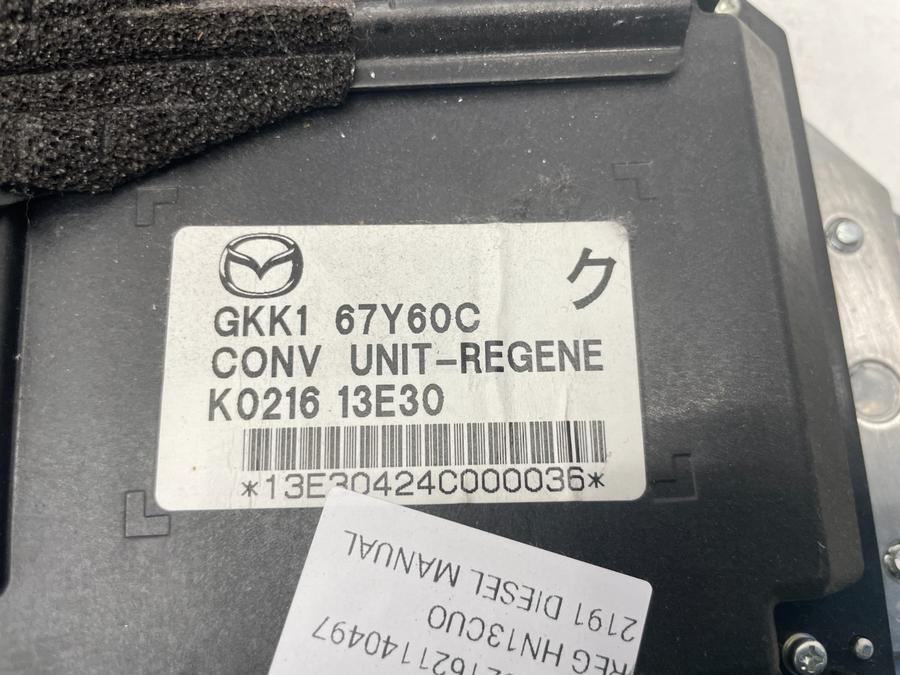 ク
GKK1 67Y60C
CONV UNIT-REGENE
K0216 13E30
*13E30424C000036*
2191 DIESEL MANUAL
REG HN13CUO